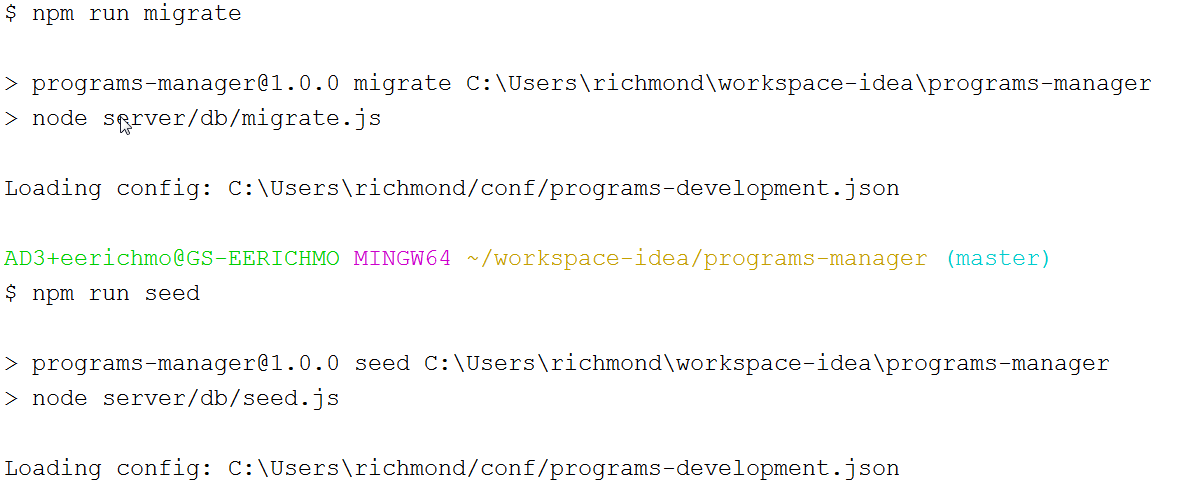 $ npm run migrate
> programs-manager@1.0.0 migrate C:\Users\richmond\workspace-idea\programs-manager
> node server/db/migrate.js
Loading config: C:\Users\richmond/conf/programs-development.json
AD3+eerichmo@GS-EERICHMO MINGW64 ~/workspace-idea/programs-manager (master)
$ npm run seed
> programs-manager@1.0.0 seed C:\Users\richmond\workspace-idea\programs-manager
> node server/db/seed.js
Loading config: C:\Users\richmond/conf/programs-development.json